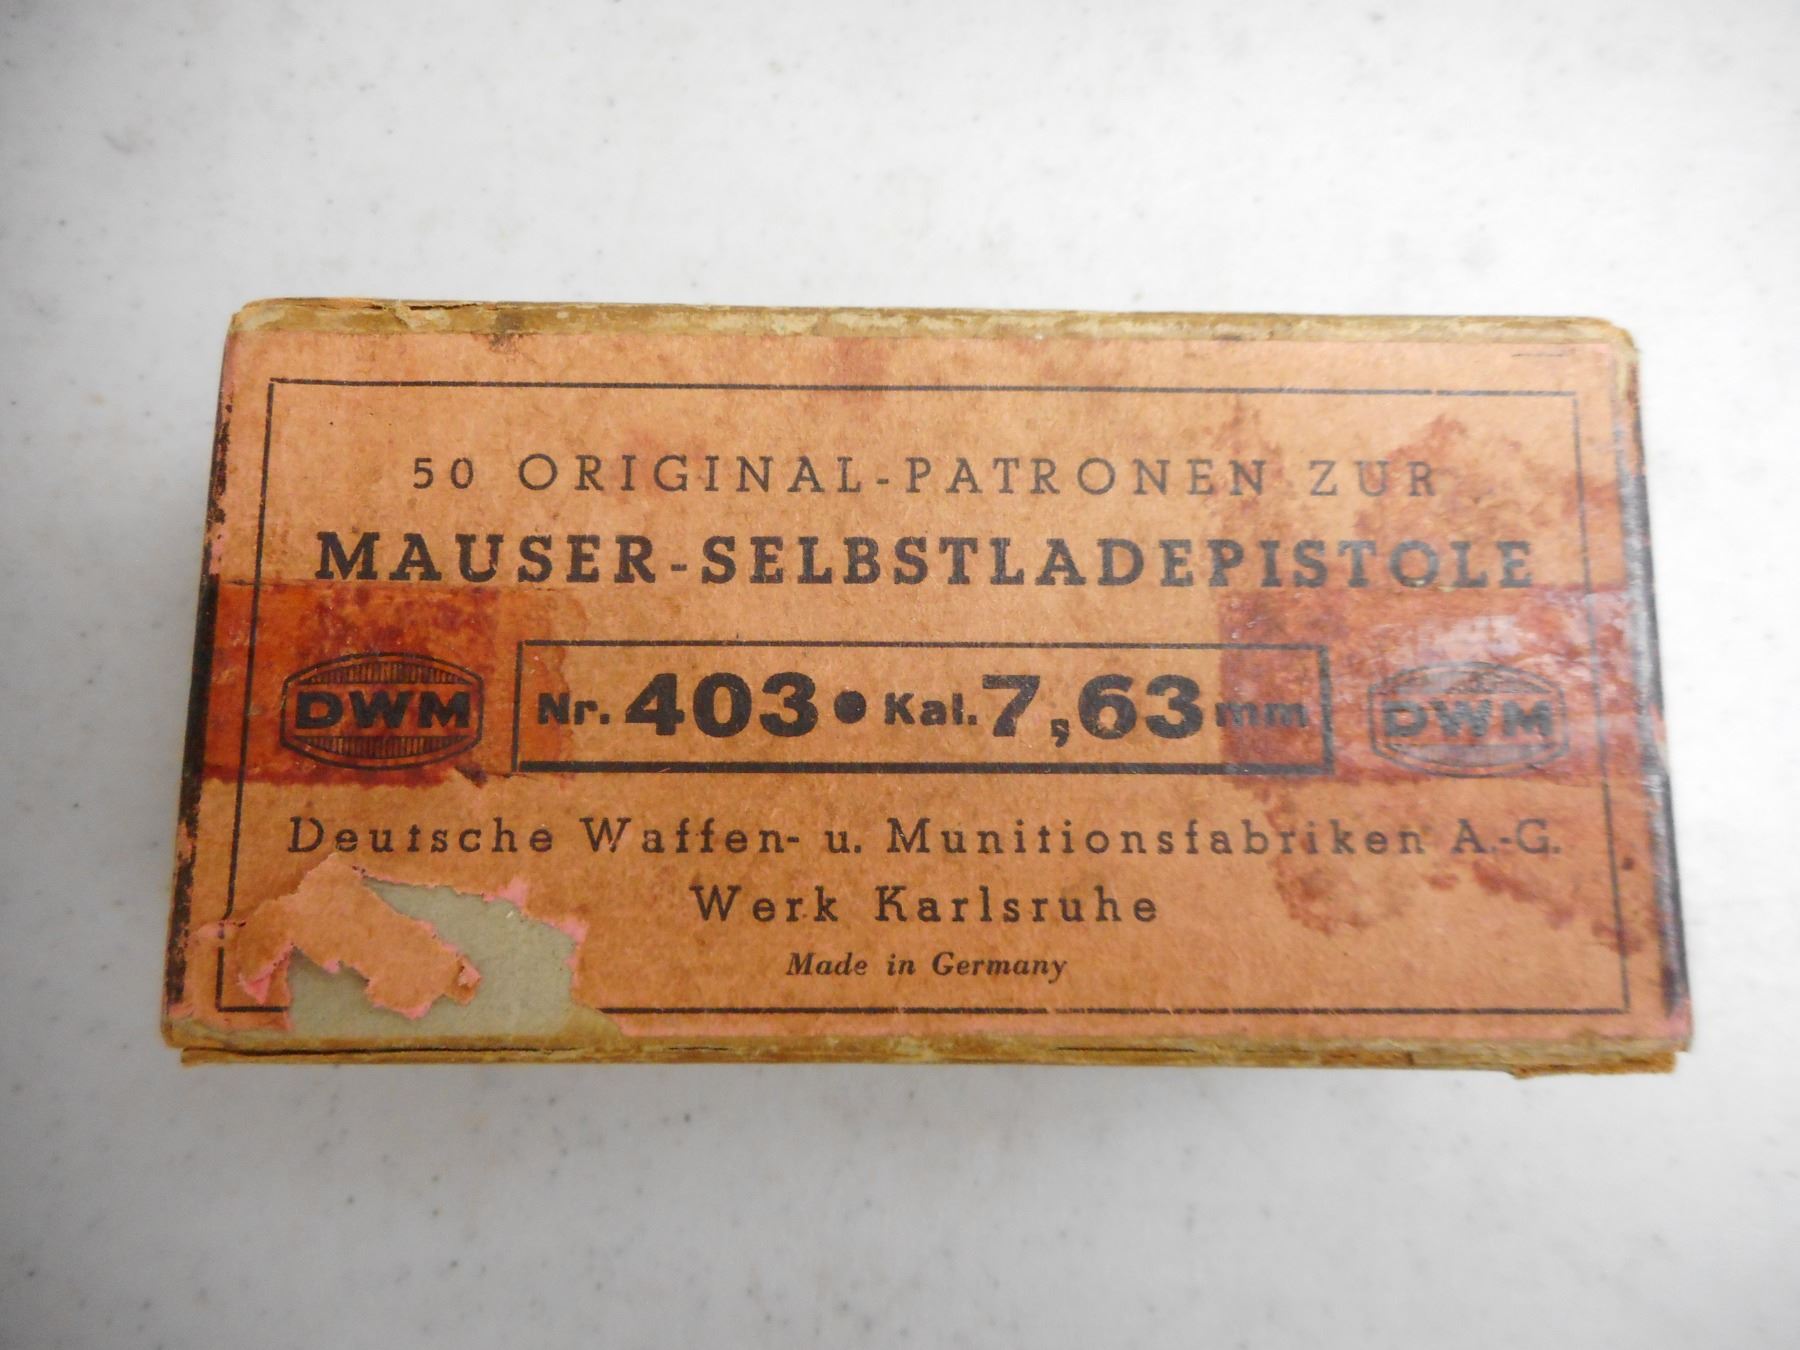 50 ORIGINAL-PATRONEN ZUR
MAUSER-SELBSTLADEPISTOLE
DWM
Nr. 403 ● Kal. 7,63 mm
DWM
Deutsche Waffen- u. Munitionsfabriken A.-G.
Werk Karlsruhe
Made in Germany